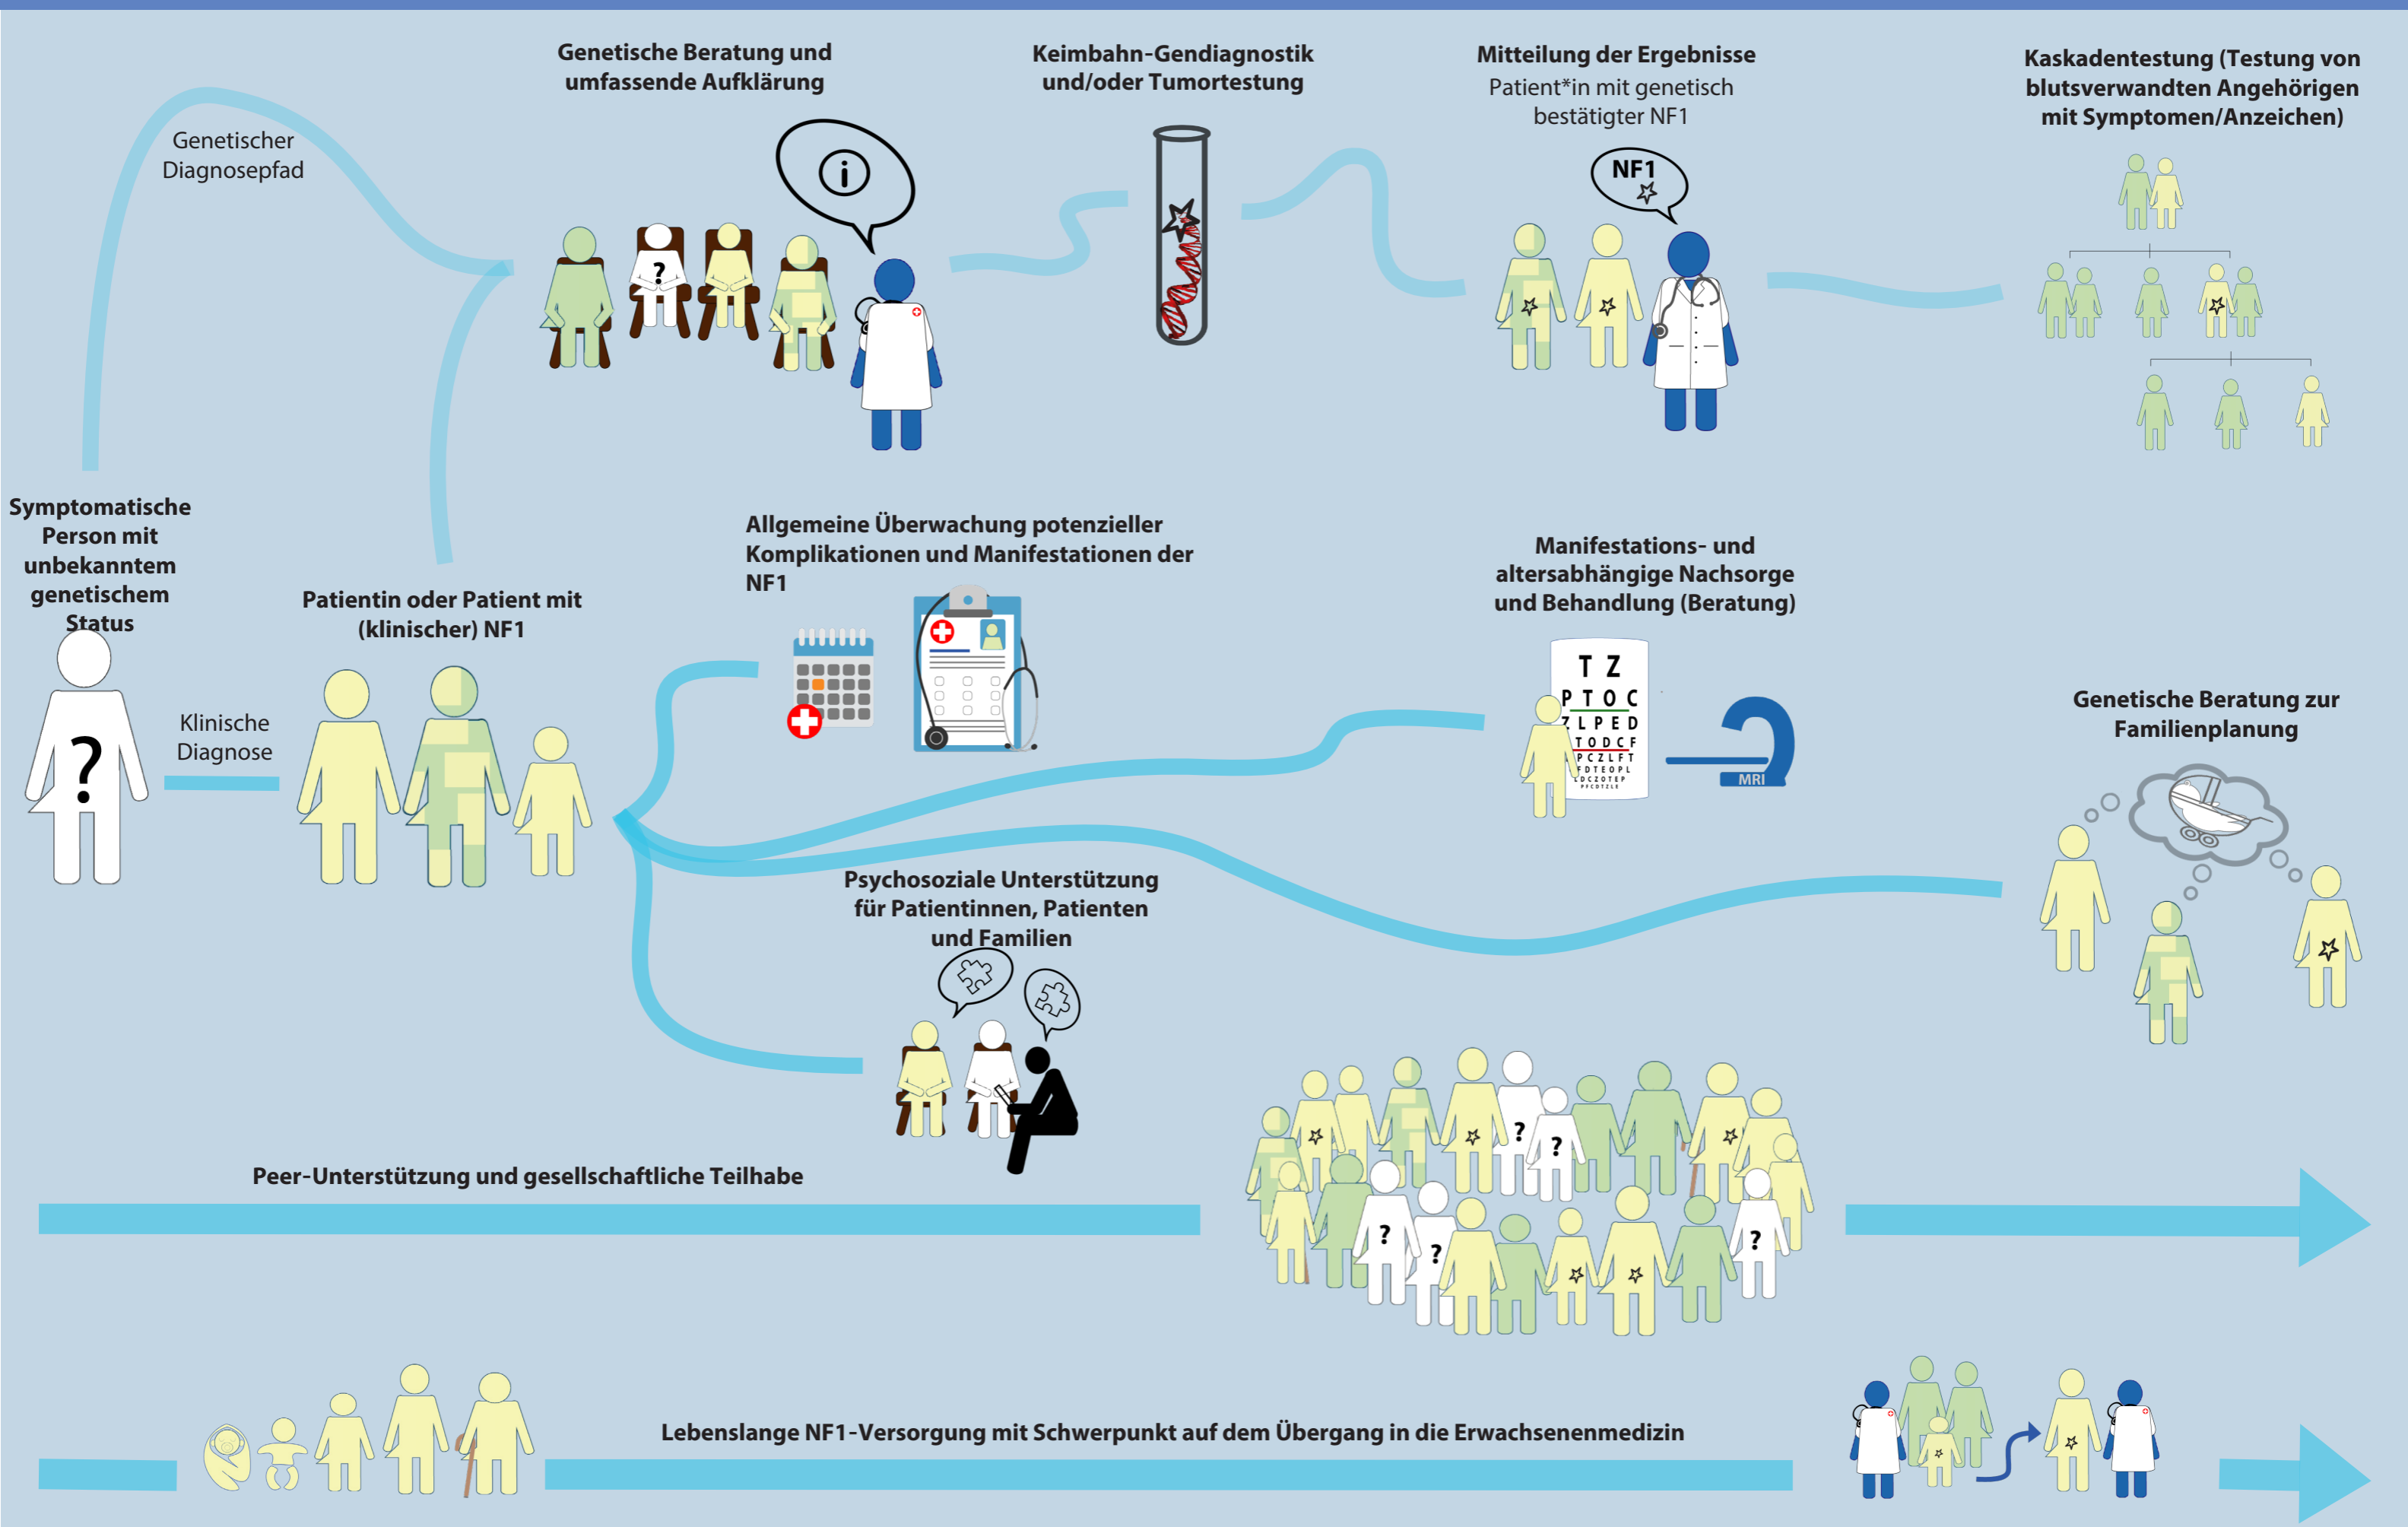 Genetische Beratung und
umfassende Aufklärung
Keimbahn-Gendiagnostik
und/oder Tumortestung
Mitteilung der Ergebnisse
Patient*in mit genetisch
bestätigter NF1
Kaskadentestung (Testung von
blutsverwandten Angehörigen
mit Symptomen/Anzeichen)
Genetischer
Diagnosepfad
i
?
NF1
Symptomatische
Person mit
unbekanntem
genetischem
Status
?
Klinische
Diagnose
Patientin oder Patient mit
(klinischer) NF1
Allgemeine Überwachung potenzieller
Komplikationen und Manifestationen der
NF1
Manifestations- und
altersabhängige Nachsorge
und Behandlung (Beratung)
T Z
P T O C
Z L P E D
T O D C F
P C Z L F T
F D T E O P L
D C Z O T E P
P F C D T Z L E
MRI
Genetische Beratung zur
Familienplanung
Psychosoziale Unterstützung
für Patientinnen, Patienten
und Familien
Peer-Unterstützung und gesellschaftliche Teilhabe
?
?
?
?
?
Lebenslange NF1-Versorgung mit Schwerpunkt auf dem Übergang in die Erwachsenenmedizin